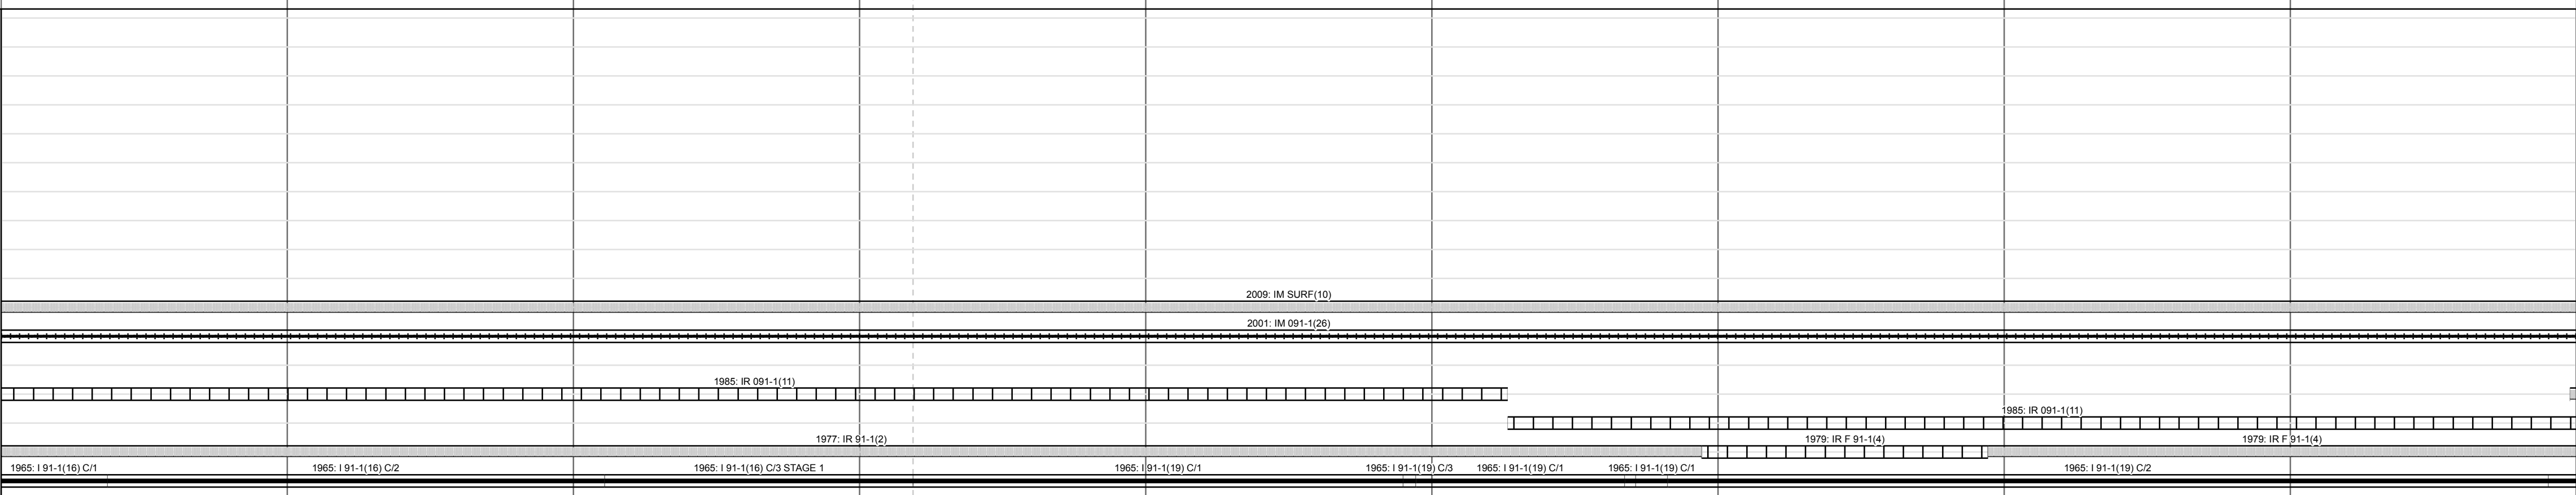 2009: IM SURF(10)
2001: IM 091-1(26)
1985: IR 091-1(11)
1985: IR 091-1(11)
1977: IR 91-1(2) 1979: IR F 91-1(4) 1979: IR F 91-1(4)
1965: I 91-1(16) C/1 1965: I 91-1(16) C/2 1965: I 91-1(16) C/3 STAGE 1 1965: I 91-1(19) C/1 1965: I 91-1(19) C/3 1965: I 91-1(19) C/1 1965: I 91-1(19) C/1 1965: I 91-1(19) C/2